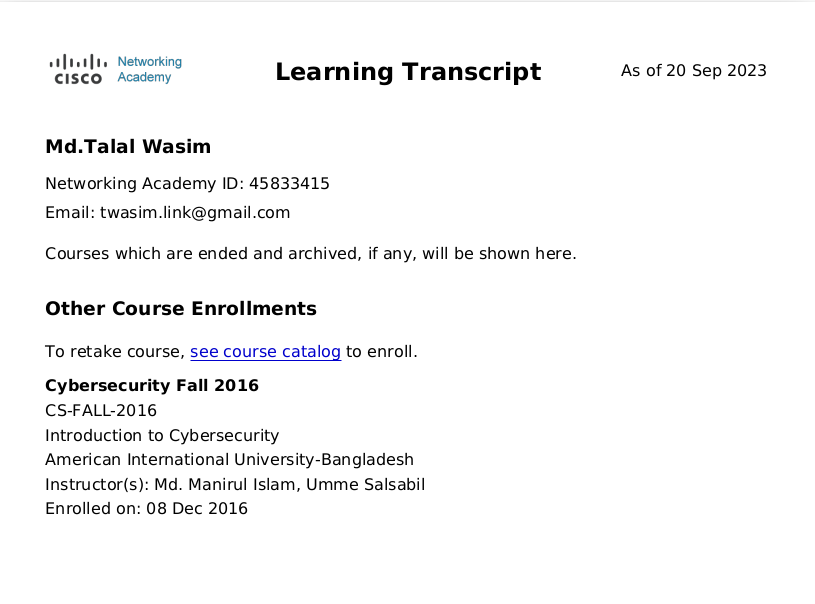 CISCO Networking Academy
Learning Transcript
As of 20 Sep 2023
Md.Talal Wasim
Networking Academy ID: 45833415
Email: twasim.link@gmail.com
Courses which are ended and archived, if any, will be shown here.
Other Course Enrollments
To retake course, see course catalog to enroll.
Cybersecurity Fall 2016
CS-FALL-2016
Introduction to Cybersecurity
American International University-Bangladesh
Instructor(s): Md. Manirul Islam, Umme Salsabil
Enrolled on: 08 Dec 2016